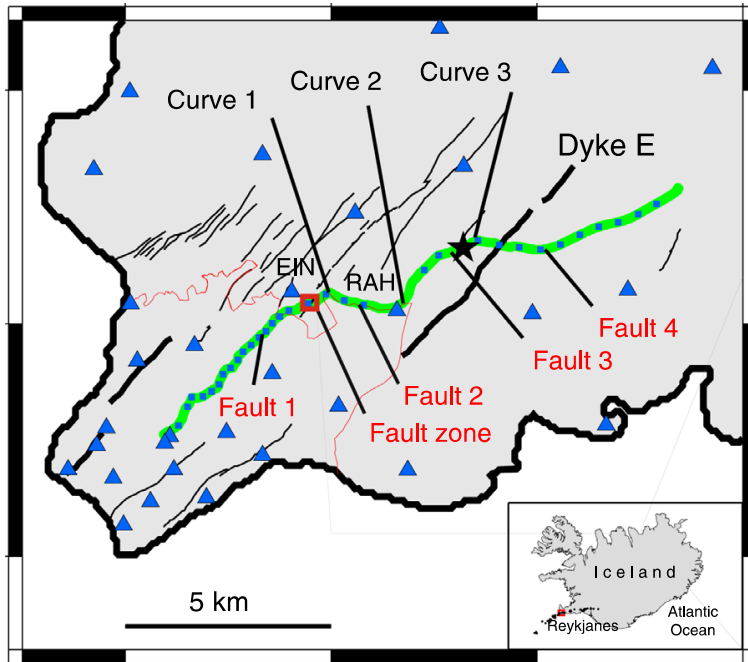 Curve 1
Curve 2
Curve 3
Dyke E
EIN
RAH
Fault 4
Fault 3
Fault 2
Fault 1
Fault zone
5 km
Iceland
Reykjanes
Atlantic
Ocean